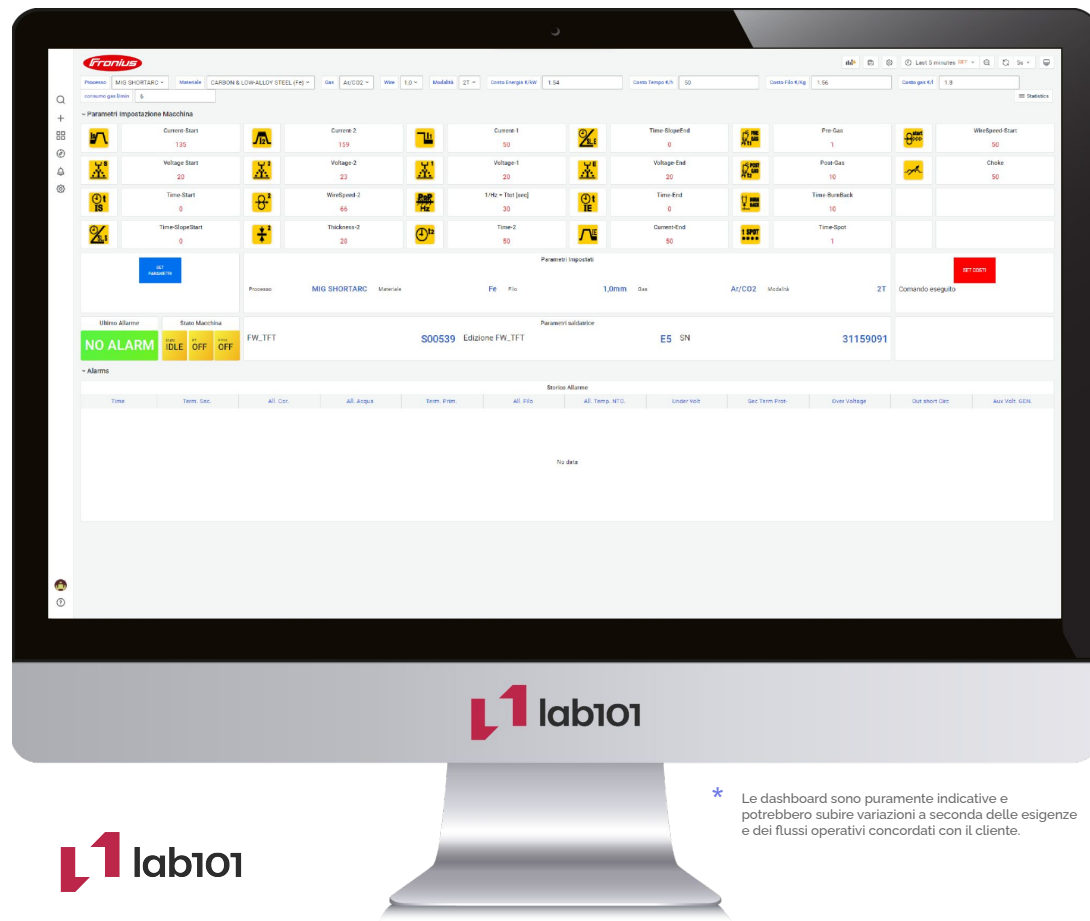 Fronius
Last 5 minutes CET 5s
Processo MIG SHORTARC Materiale CARBON & LOW-ALLOY STEEL (Fe) Gas Ar/CO2 Wire 1,0 Modalità 2T Costo Energia €/kW 1.54 Costo Tempo €/h 50 Costo Filo €/Kg 1.56 Costo gas €/l 1.8
consumo gas l/min 6 Statistics
Parametri Impostazione Macchina
Current-Start Current-2 Current-1 Time-SlopeEnd Pre-Gas WireSpeed-Start
135 159 50 0 1 50
Voltage Start Voltage-2 Voltage-1 Voltage-End Post-Gas Choke
20 23 20 20 10 50
Time-Start WireSpeed-2 1/Hz = Ttot [sec] Time-End Time-BurnBack
0 66 30 0 10
Time-SlopeStart Thickness-2 Time-2 Current-End Time-Spot
0 20 50 50 1
SET PARAMETRI
Parametri Impostati
SET COSTI
Processo MIG SHORTARC Materiale Fe Filo 1,0mm Gas Ar/CO2 Modalità 2T Comando eseguito
Ultimo Allarme Stato Macchina Parametri saldatrice
NO ALARM IDLE OFF OFF FW_TFT S00539 Edizione FW_TFT E5 SN 31159091
Alarms
Storico Allarme
Time Term. Sec. All. Cor. All. Acqua Term. Prim. All. Filo All. Temp. NTC. Under Volt Sec Term Prot- Over Voltage Out short Circ Aux Volt. GEN.
No data
lab101
* Le dashboard sono puramente indicative e
potrebbero subire variazioni a seconda delle esigenze
e dei flussi operativi concordati con il cliente.
lab101